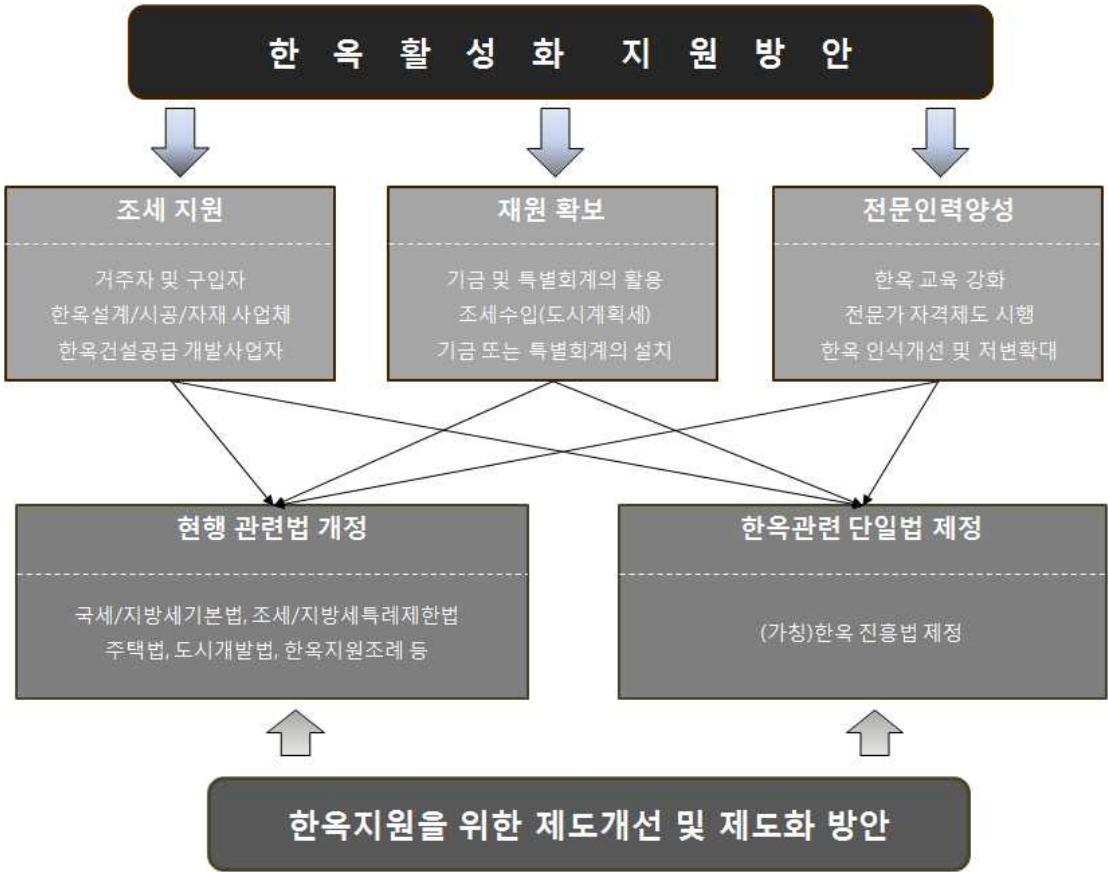 한 옥 활 성 화 지 원 방 안
조세 지원
거주자 및 구입자
한옥설계/시공/자재 사업체
한옥건설공급 개발사업자
재원 확보
기금 및 특별회계의 활용
조세수입(도시계획세)
기금 또는 특별회계의 설치
전문인력양성
한옥 교육 강화
전문가 자격제도 시행
한옥 인식개선 및 저변확대
현행 관련법 개정
국세/지방세기본법, 조세/지방세특례제한법
주택법, 도시개발법, 한옥지원조례 등
한옥관련 단일법 제정
(가칭)한옥 진흥법 제정
한옥지원을 위한 제도개선 및 제도화 방안